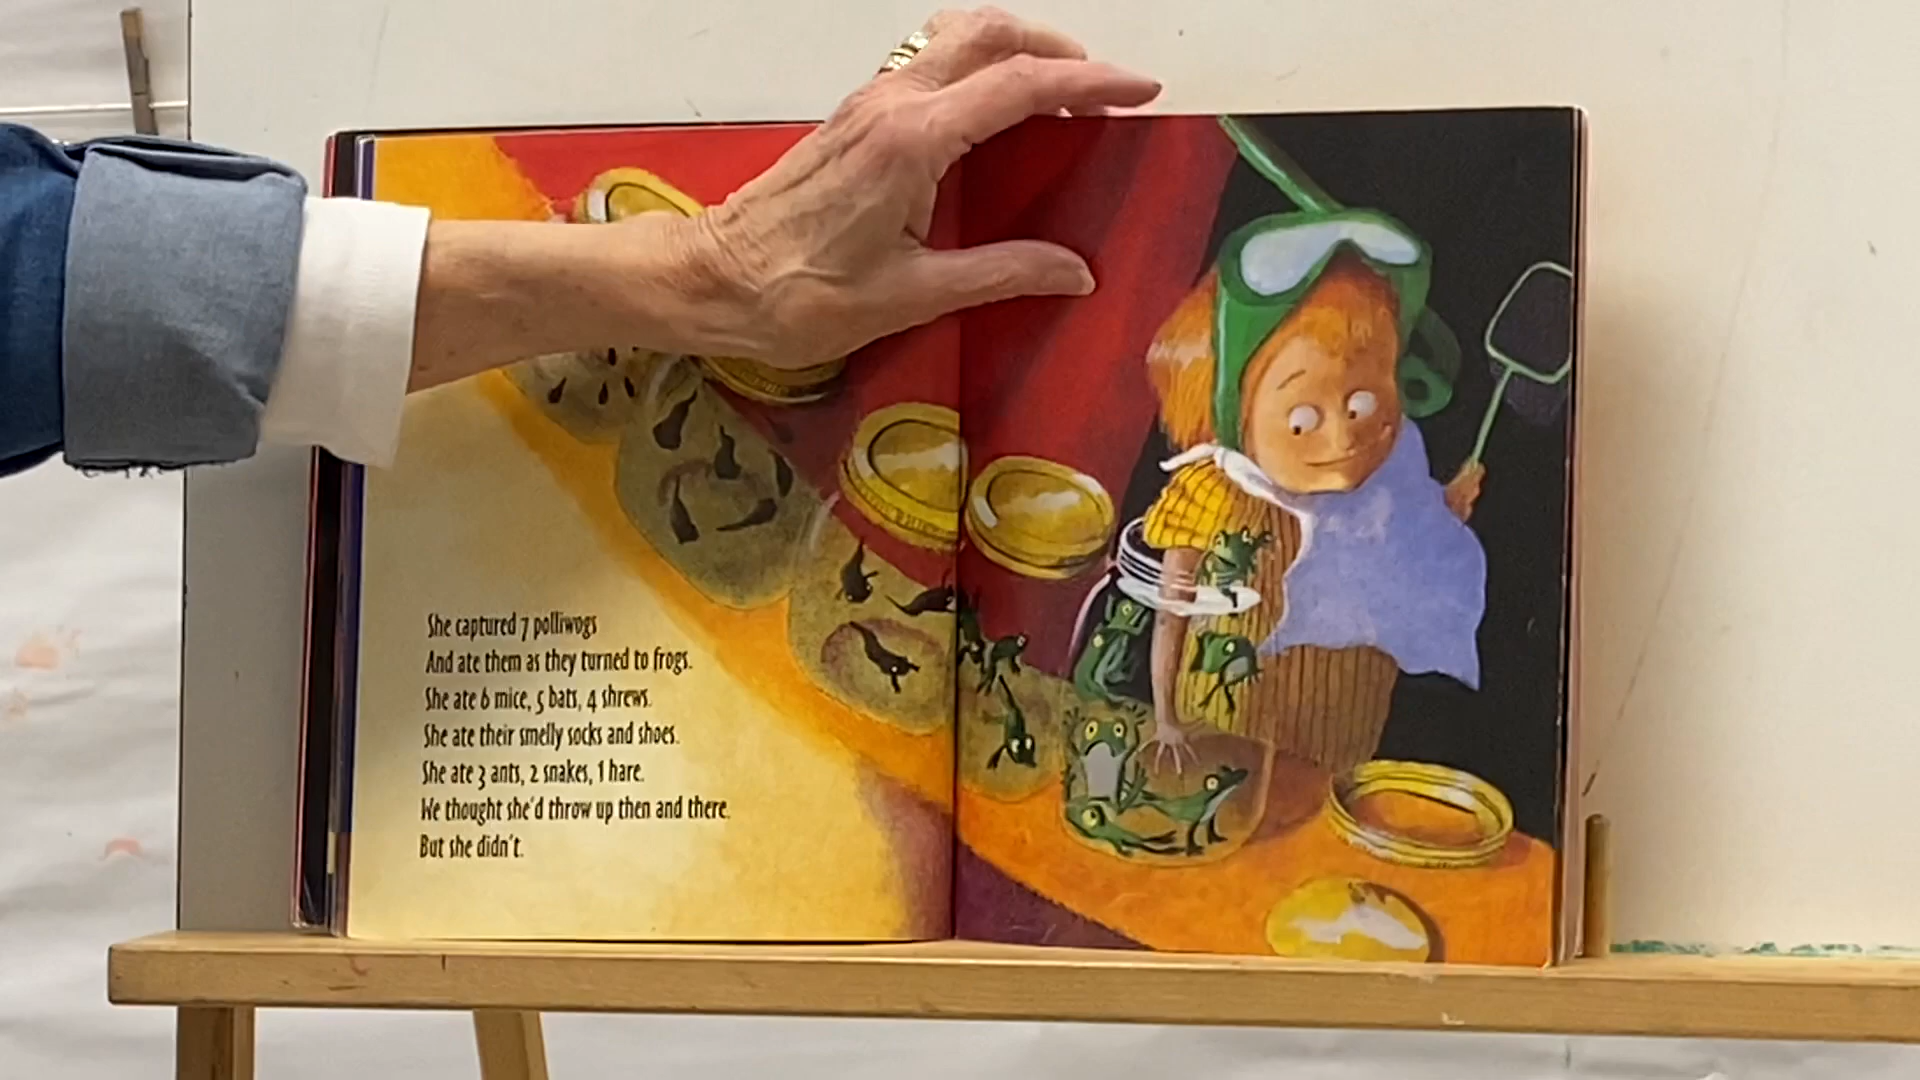 She captured 7 polliwogs
And ate them as they turned to frogs.
She ate 6 mice, 5 bats, 4 shrews.
She ate their smelly socks and shoes.
She ate 3 ants, 2 snakes, 1 hare.
We thought she'd throw up then and there.
But she didn't.